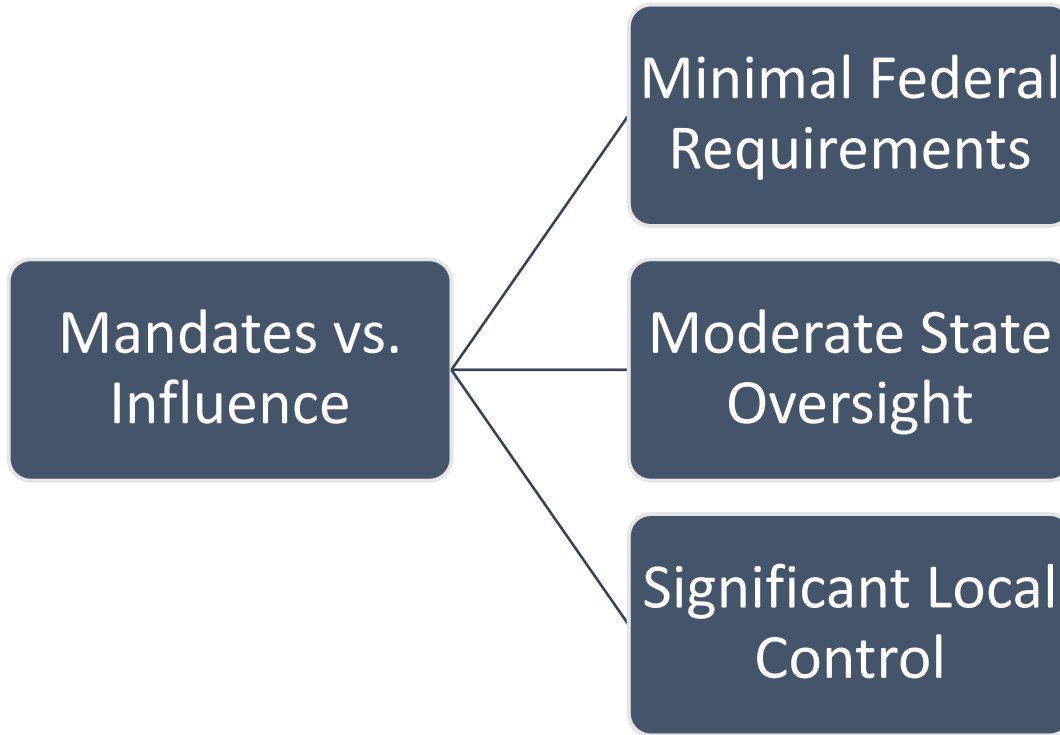 Mandates vs.
Influence
Minimal Federal
Requirements
Moderate State
Oversight
Significant Local
Control